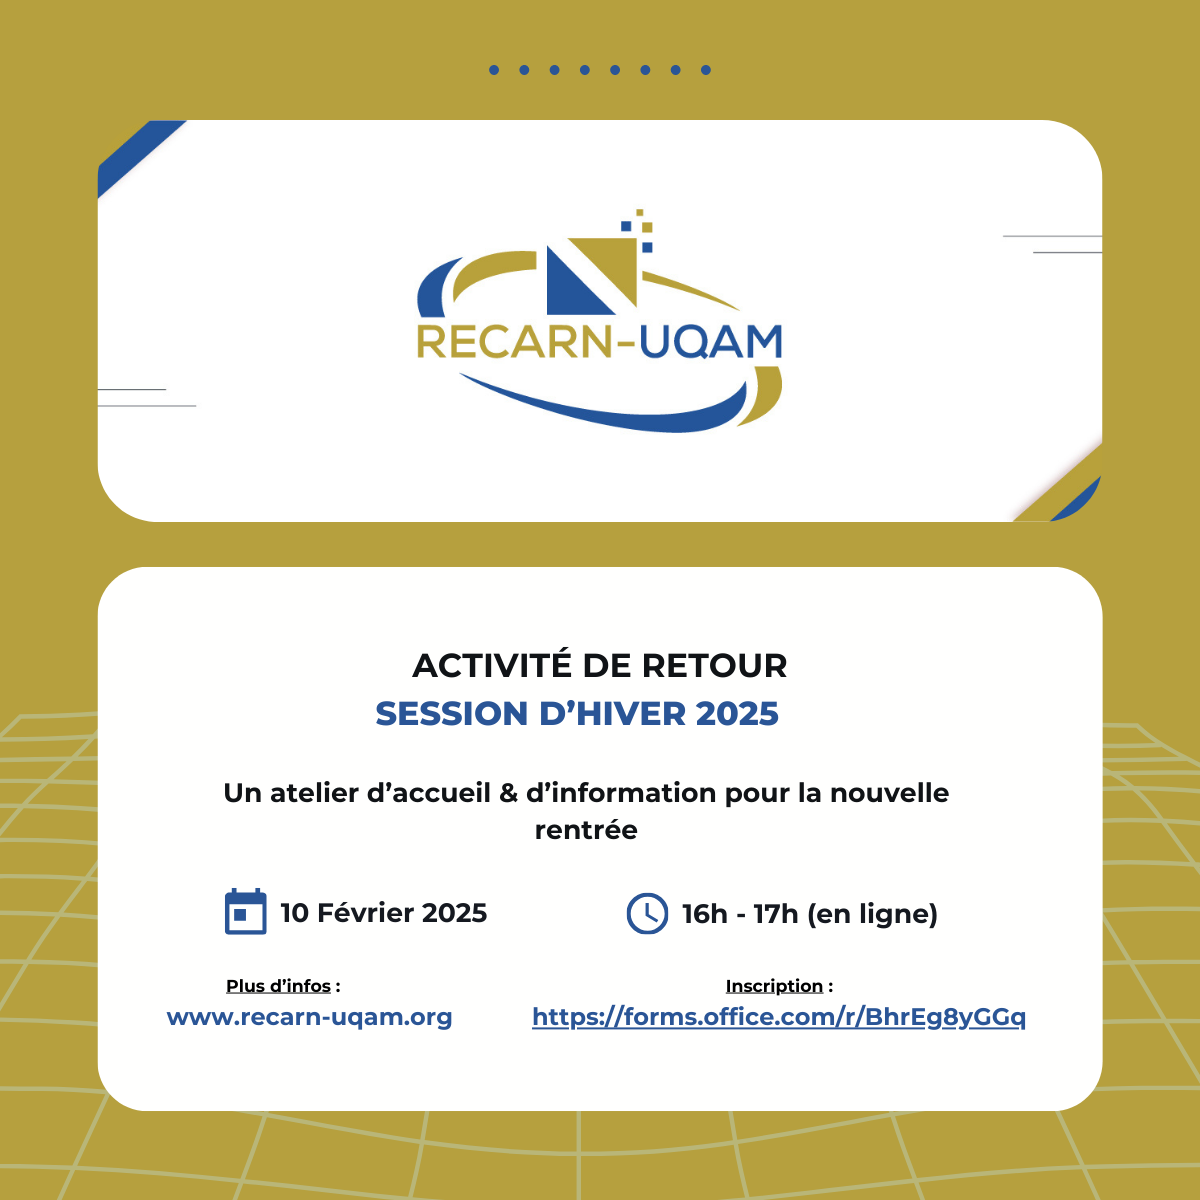 RECARN-UQAM
ACTIVITÉ DE RETOUR
SESSION D’HIVER 2025
Un atelier d’accueil & d’information pour la nouvelle
rentrée
10 Février 2025
16h - 17h (en ligne)
Plus d’infos :
www.recarn-uqam.org
Inscription :
https://forms.office.com/r/BhrEg8yGGq